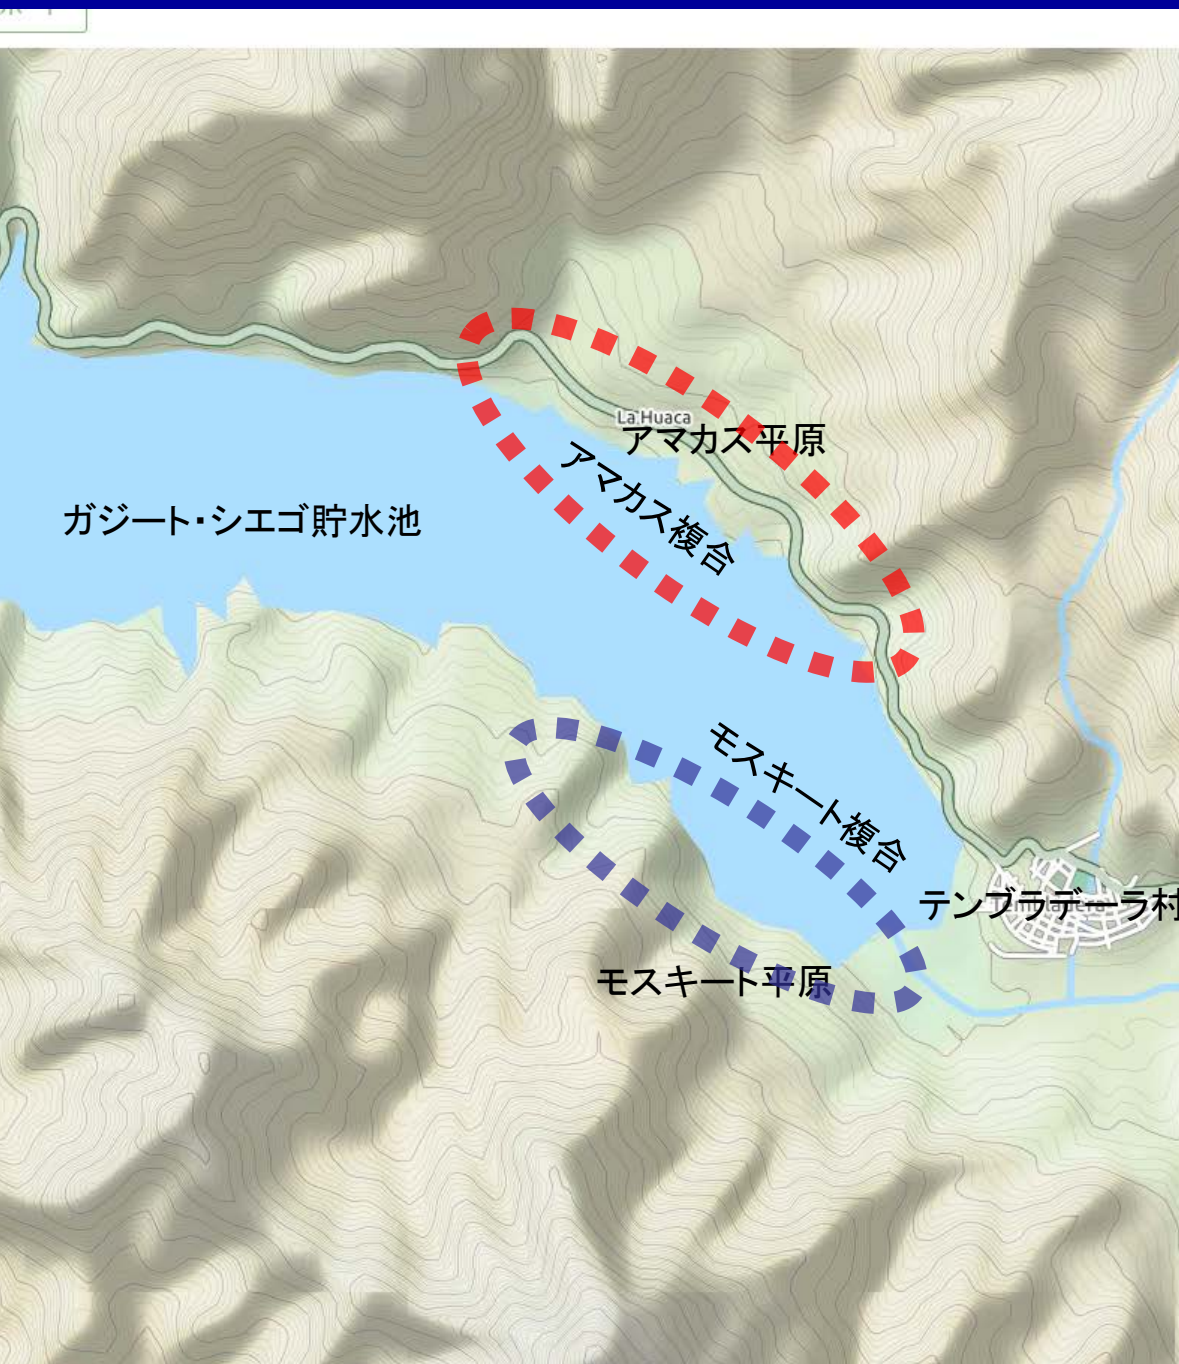 La Huaca
アマカス平原
アマカス複合
ガジート・シエゴ貯水池
モスキート複合
テンブラデーラ村
モスキート平原